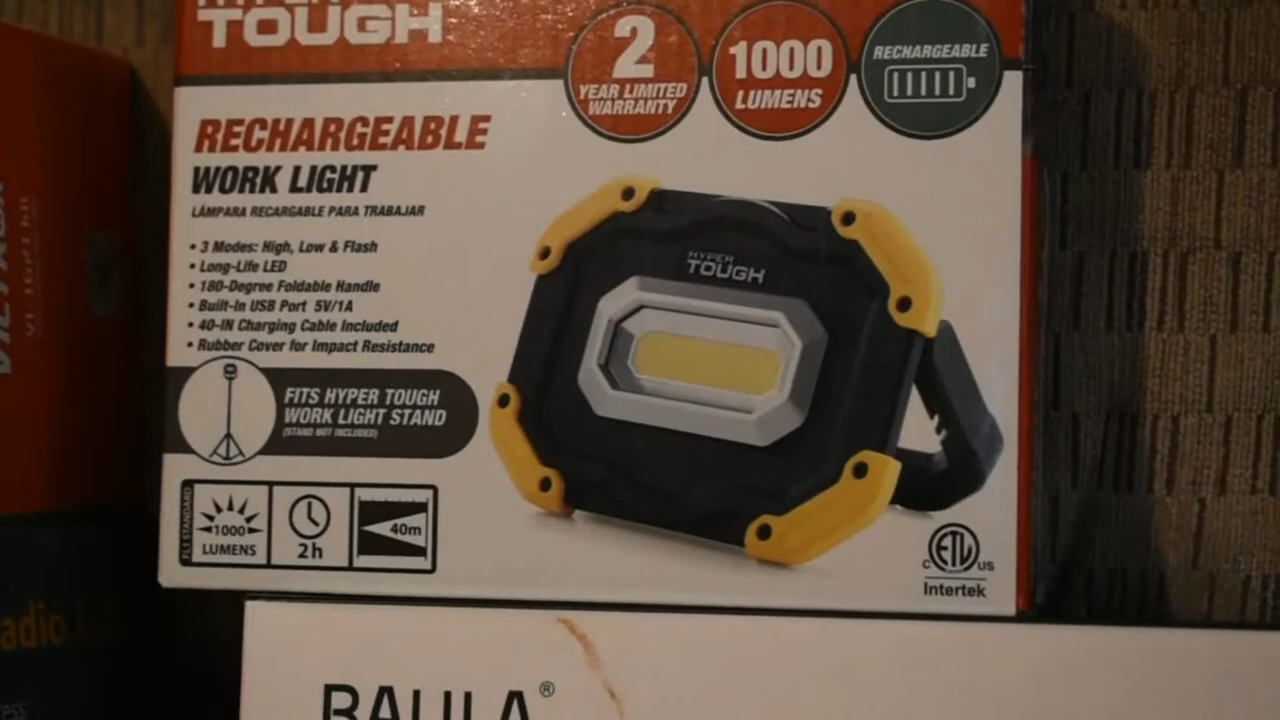 HYPER
TOUGH
2
YEAR LIMITED
WARRANTY
1000
LUMENS
RECHARGEABLE
RECHARGEABLE
WORK LIGHT
LÁMPARA RECARGABLE PARA TRABAJAR
• 3 Modes: High, Low & Flash
• Long-Life LED
• 180-Degree Foldable Handle
• Built-In USB Port 5V/1A
• 40-IN Charging Cable Included
• Rubber Cover for Impact Resistance
FITS HYPER TOUGH
WORK LIGHT STAND
(STAND NOT INCLUDED)
FL1 STANDARD
1000
LUMENS
2h
40m
HYPER
TOUGH
ETL
C US
Intertek
adio